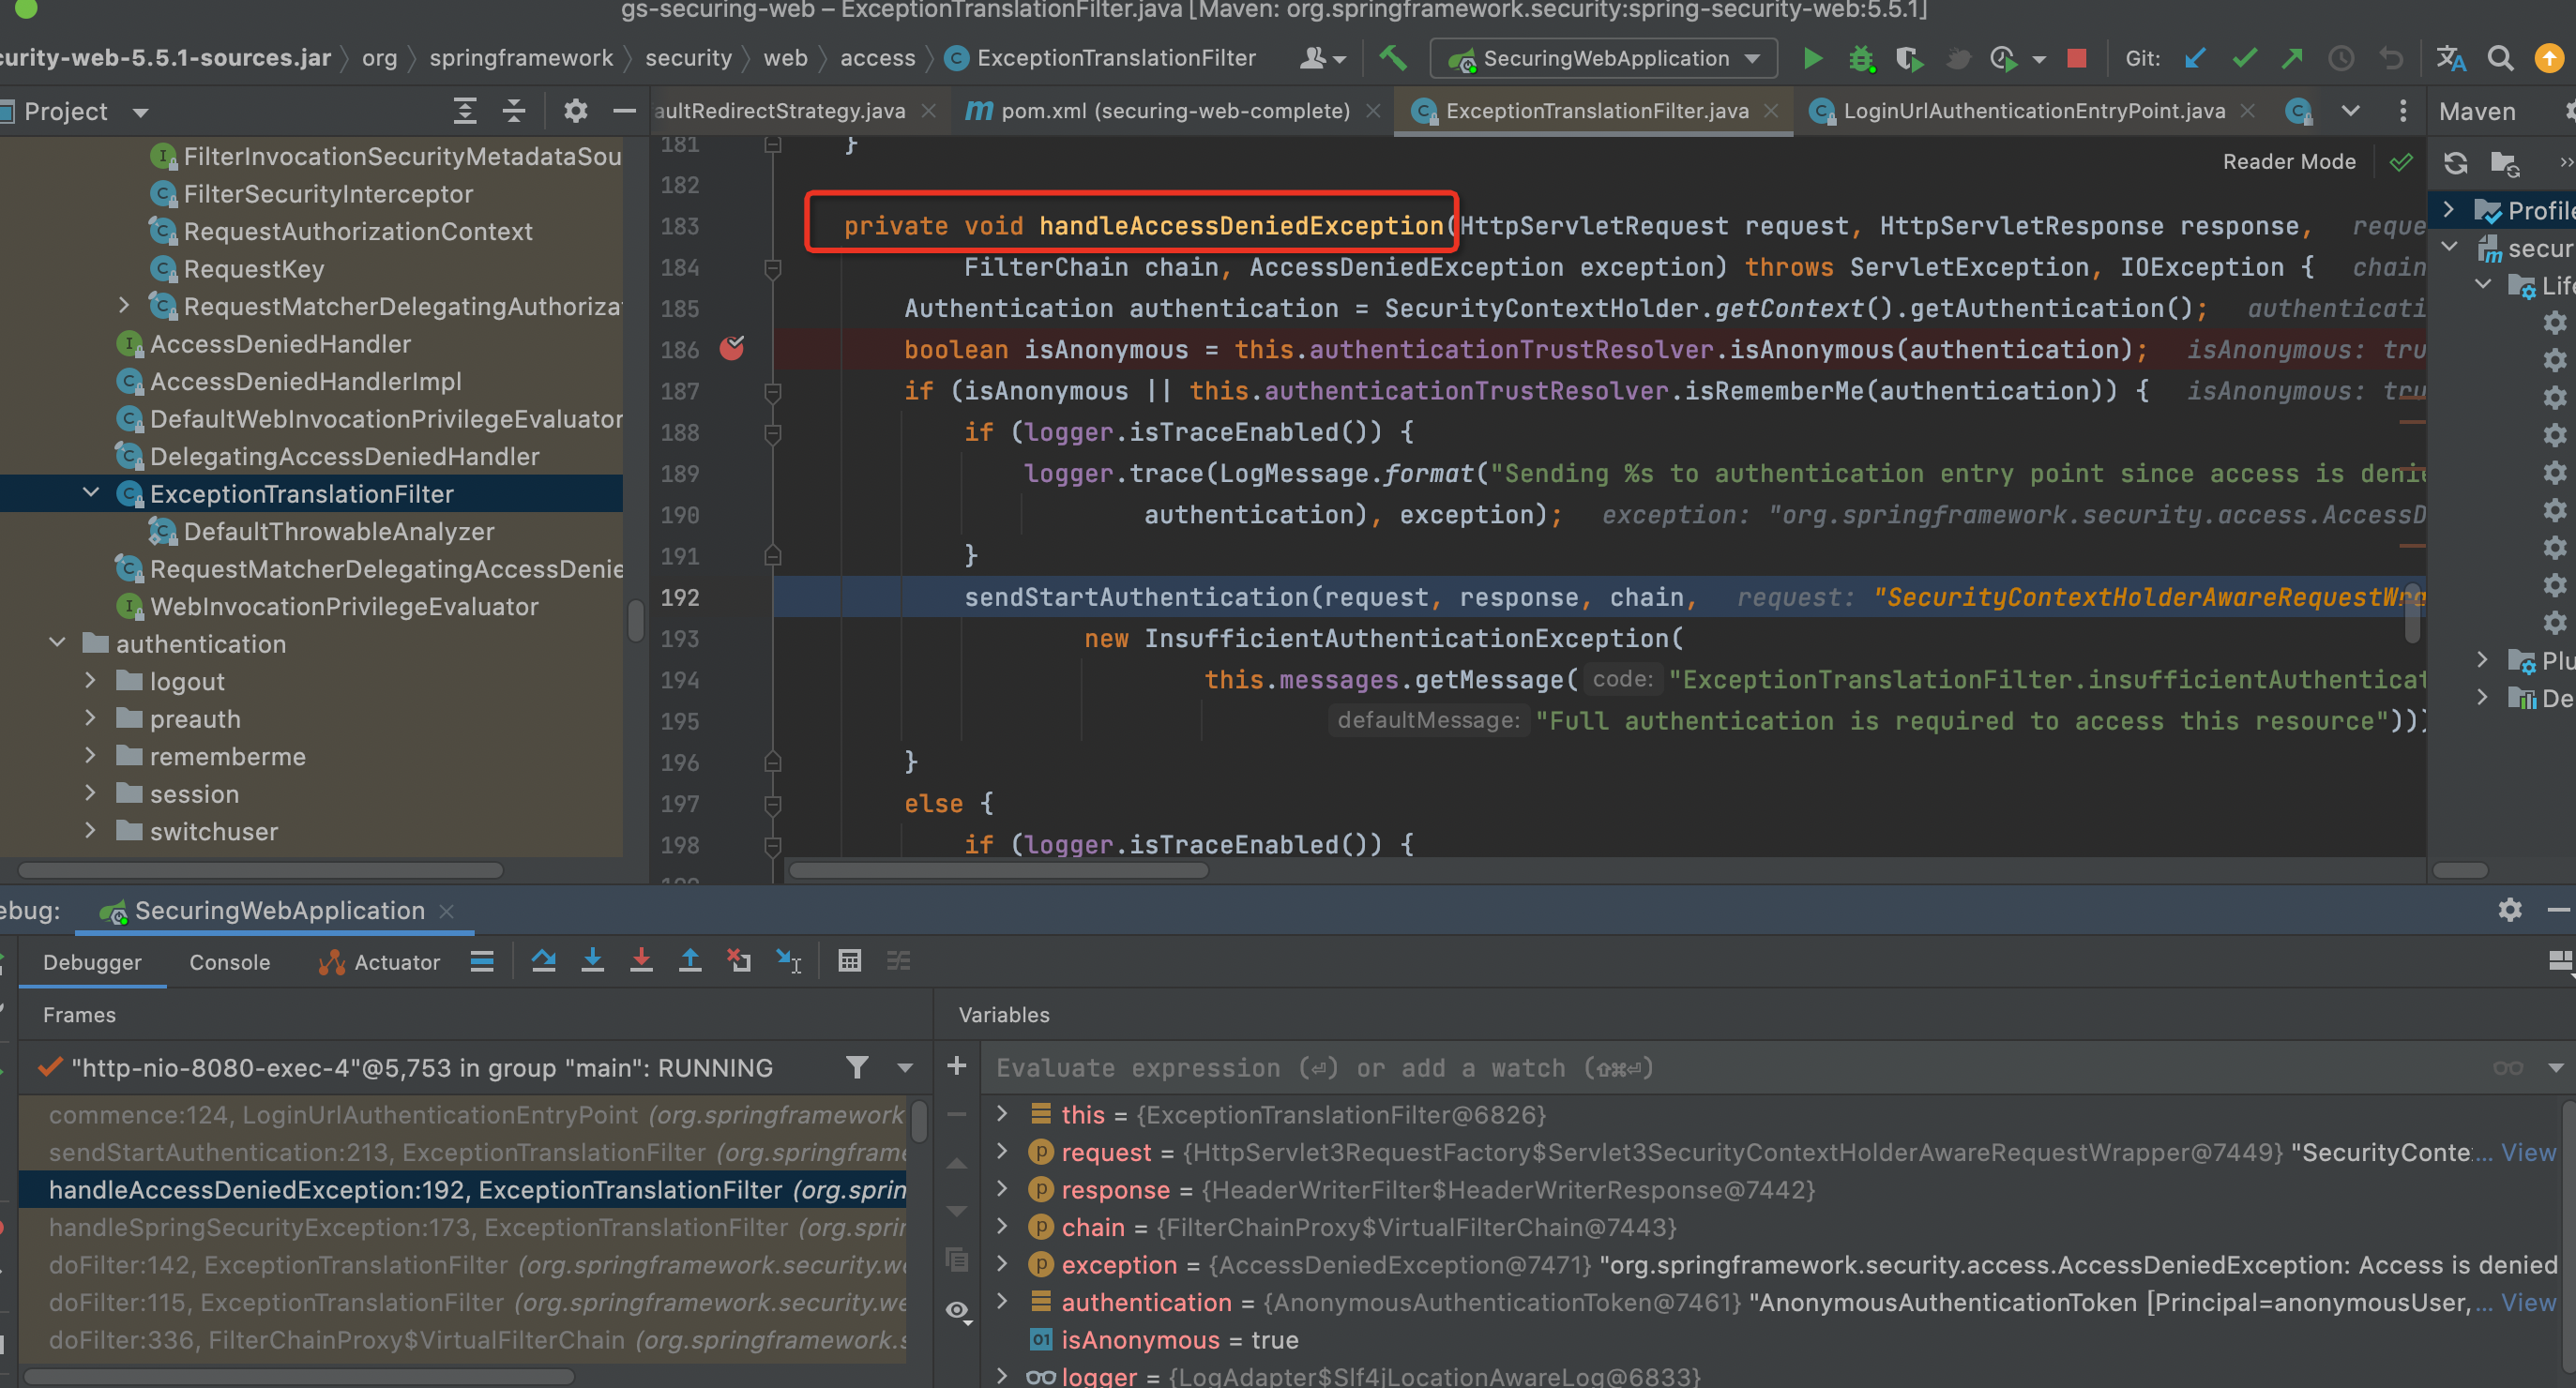 gs-securing-web – ExceptionTranslationFilter.java [Maven: org.springframework.security:spring-security-web:5.5.1]
curity-web-5.5.1-sources.jar
org
springframework
security
web
access
ExceptionTranslationFilter
SecuringWebApplication
Git:
Project
aultRedirectStrategy.java
pom.xml (securing-web-complete)
ExceptionTranslationFilter.java
LoginUrlAuthenticationEntryPoint.java
Maven
FilterInvocationSecurityMetadataSou
FilterSecurityInterceptor
RequestAuthorizationContext
RequestKey
RequestMatcherDelegatingAuthoriza
AccessDeniedHandler
AccessDeniedHandlerImpl
DefaultWebInvocationPrivilegeEvaluator
DelegatingAccessDeniedHandler
ExceptionTranslationFilter
DefaultThrowableAnalyzer
RequestMatcherDelegatingAccessDenie
WebInvocationPrivilegeEvaluator
authentication
logout
preauth
rememberme
session
switchuser
Reader Mode
181 }
182
183 private void handleAccessDeniedException(HttpServletRequest request, HttpServletResponse response, reque
184 FilterChain chain, AccessDeniedException exception) throws ServletException, IOException { chain
185 Authentication authentication = SecurityContextHolder.getContext().getAuthentication(); authenticati
186 boolean isAnonymous = this.authenticationTrustResolver.isAnonymous(authentication); isAnonymous: tru
187 if (isAnonymous || this.authenticationTrustResolver.isRememberMe(authentication)) { isAnonymous: tru
188 if (logger.isTraceEnabled()) {
189 logger.trace(LogMessage.format("Sending %s to authentication entry point since access is denie
190 authentication), exception); exception: "org.springframework.security.access.AccessD
191 }
192 sendStartAuthentication(request, response, chain, request: "SecurityContextHolderAwareRequestWra
193 new InsufficientAuthenticationException(
194 this.messages.getMessage( code: "ExceptionTranslationFilter.insufficientAuthenticat
195 defaultMessage: "Full authentication is required to access this resource")))
196 }
197 else {
198 if (logger.isTraceEnabled()) {
Profile
secur
Life
Plu
De
ebug:
SecuringWebApplication
Debugger
Console
Actuator
Frames
Variables
"http-nio-8080-exec-4"@5,753 in group "main": RUNNING
Evaluate expression (⏎) or add a watch (⇧⌘⏎)
commence:124, LoginUrlAuthenticationEntryPoint (org.springframework
sendStartAuthentication:213, ExceptionTranslationFilter (org.springframe
handleAccessDeniedException:192, ExceptionTranslationFilter (org.sprin
handleSpringSecurityException:173, ExceptionTranslationFilter (org.sprin
doFilter:142, ExceptionTranslationFilter (org.springframework.security.we
doFilter:115, ExceptionTranslationFilter (org.springframework.security.we
doFilter:336, FilterChainProxy$VirtualFilterChain (org.springframework.s
this = {ExceptionTranslationFilter@6826}
request = {HttpServlet3RequestFactory$Servlet3SecurityContextHolderAwareRequestWrapper@7449} "SecurityConte... View
response = {HeaderWriterFilter$HeaderWriterResponse@7442}
chain = {FilterChainProxy$VirtualFilterChain@7443}
exception = {AccessDeniedException@7471} "org.springframework.security.access.AccessDeniedException: Access is denied
authentication = {AnonymousAuthenticationToken@7461} "AnonymousAuthenticationToken [Principal=anonymousUser,... View
isAnonymous = true
logger = {LogAdapter$Slf4jLocationAwareLog@6833}